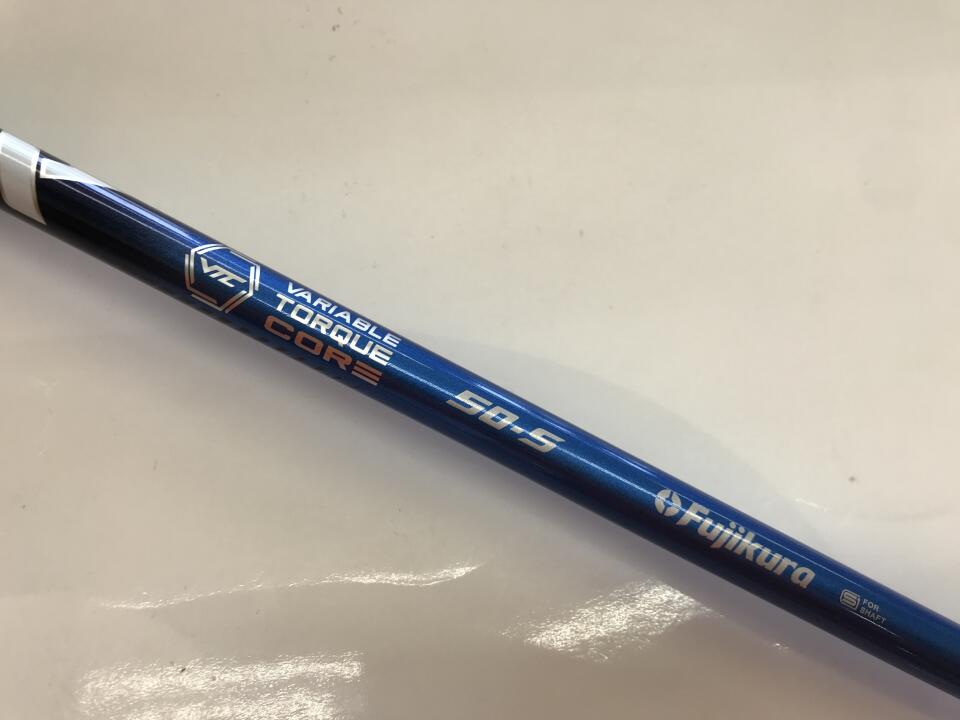 VTC
VARIABLE
TORQUE
CORE
50·S
Fujikura
S FOR
SHAFT